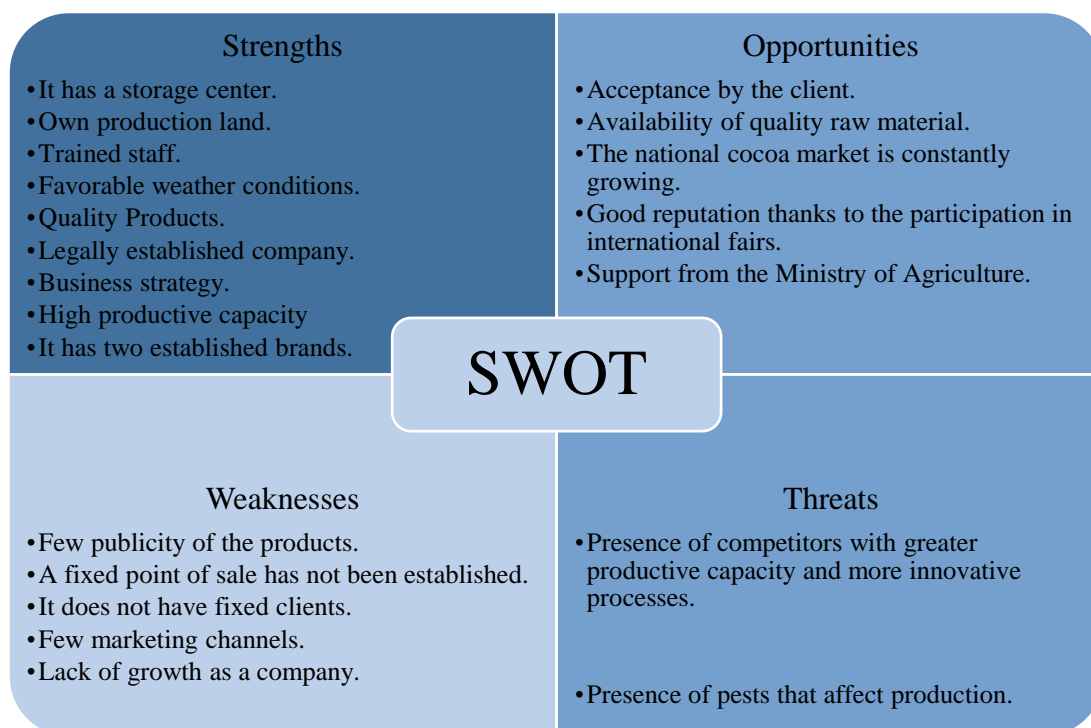 Strengths
•It has a storage center.
•Own production land.
•Trained staff.
•Favorable weather conditions.
•Quality Products.
•Legally established company.
•Business strategy.
•High productive capacity
•It has two established brands.
Opportunities
•Acceptance by the client.
•Availability of quality raw material.
•The national cocoa market is constantly
growing.
•Good reputation thanks to the participation in
international fairs.
•Support from the Ministry of Agriculture.
SWOT
Weaknesses
•Few publicity of the products.
•A fixed point of sale has not been established.
•It does not have fixed clients.
•Few marketing channels.
•Lack of growth as a company.
Threats
•Presence of competitors with greater
productive capacity and more innovative
processes.
•Presence of pests that affect production.